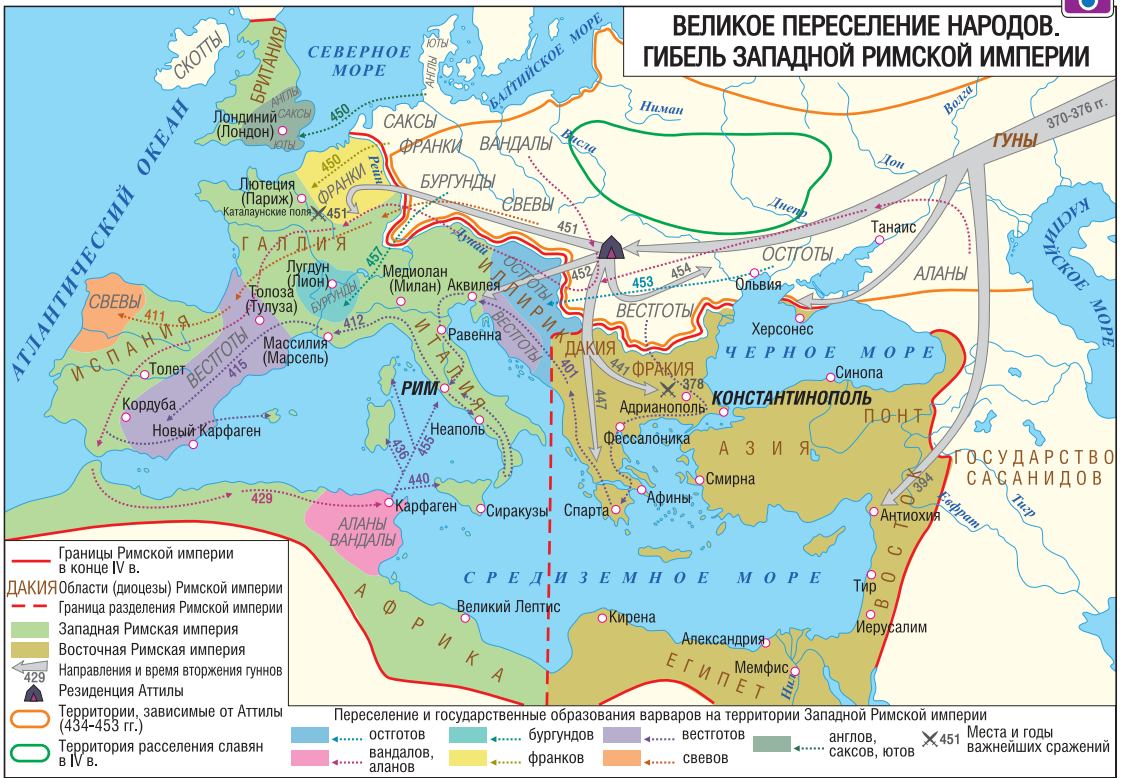 ВЕЛИКОЕ ПЕРЕСЕЛЕНИЕ НАРОДОВ.
ГИБЕЛЬ ЗАПАДНОЙ РИМСКОЙ ИМПЕРИИ
СКОТТЫ
БРИТАНИЯ
СЕВЕРНОЕ
МОРЕ
ЮТЫ
АНГЛЫ
БАЛТИЙСКОЕ МОРЕ
АТЛАНТИЧЕСКИЙ ОКЕАН
АНГЛЫ
САКСЫ
ЮТЫ
Лондиний
(Лондон)
450
САКСЫ
ФРАНКИ
ВАНДАЛЫ
Висла
Ниман
Волга
370-376 гг.
ГУНЫ
Дон
Днепр
450
ФРАНКИ
Рейн
БУРГУНДЫ
СВЕВЫ
Лютеция
(Париж)
Каталаунские поля
451
451
ГАЛЛИЯ
Дунай
452
454
453
ОСТГОТЫ
Танаис
АЛАНЫ
КАСПИЙСКОЕ МОРЕ
457
Лугдун
(Лион)
БУРГУНДЫ
Медиолан
(Милан)
Аквилея
ИЛЛИРИК
ОСТГОТЫ
ВЕСТГОТЫ
Ольвия
Херсонес
СВЕВЫ
411
Толоза
(Тулуза)
Массилия
(Марсель)
412
Равенна
ВЕСТГОТЫ
ИСПАНИЯ
ВЕСТГОТЫ
415
Толет
Кордуба
Новый Карфаген
ИТАЛИЯ
РИМ
Неаполь
401
ДАКИЯ
441
447
ФРАКИЯ
378
Адрианополь
КОНСТАНТИНОПОЛЬ
ЧЕРНОЕ МОРЕ
Синопа
ПОНТ
АЗИЯ
Фессалоника
Смирна
Афины
Спарта
436
455
440
429
Карфаген
Сиракузы
АЛАНЫ
ВАНДАЛЫ
394
ГОСУДАРСТВО
САСАНИДОВ
Евфрат
Тигр
Антиохия
ВОСТОК
Тир
Иерусалим
СРЕДИЗЕМНОЕ МОРЕ
АФРИКА
Великий Лептис
Кирена
Александрия
Мемфис
Нил
ЕГИПЕТ
Границы Римской империи
в конце IV в.
ДАКИЯ Области (диоцезы) Римской империи
Граница разделения Римской империи
Западная Римская империя
Восточная Римская империя
429 Направления и время вторжения гуннов
Резиденция Аттилы
Территории, зависимые от Аттилы
(434-453 гг.)
Территория расселения славян
в IV в.
Переселение и государственные образования варваров на территории Западной Римской империи
остготов
вандалов,
аланов
бургундов
франков
вестготов
свевов
англов,
саксов, ютов
451 Места и годы
важнейших сражений